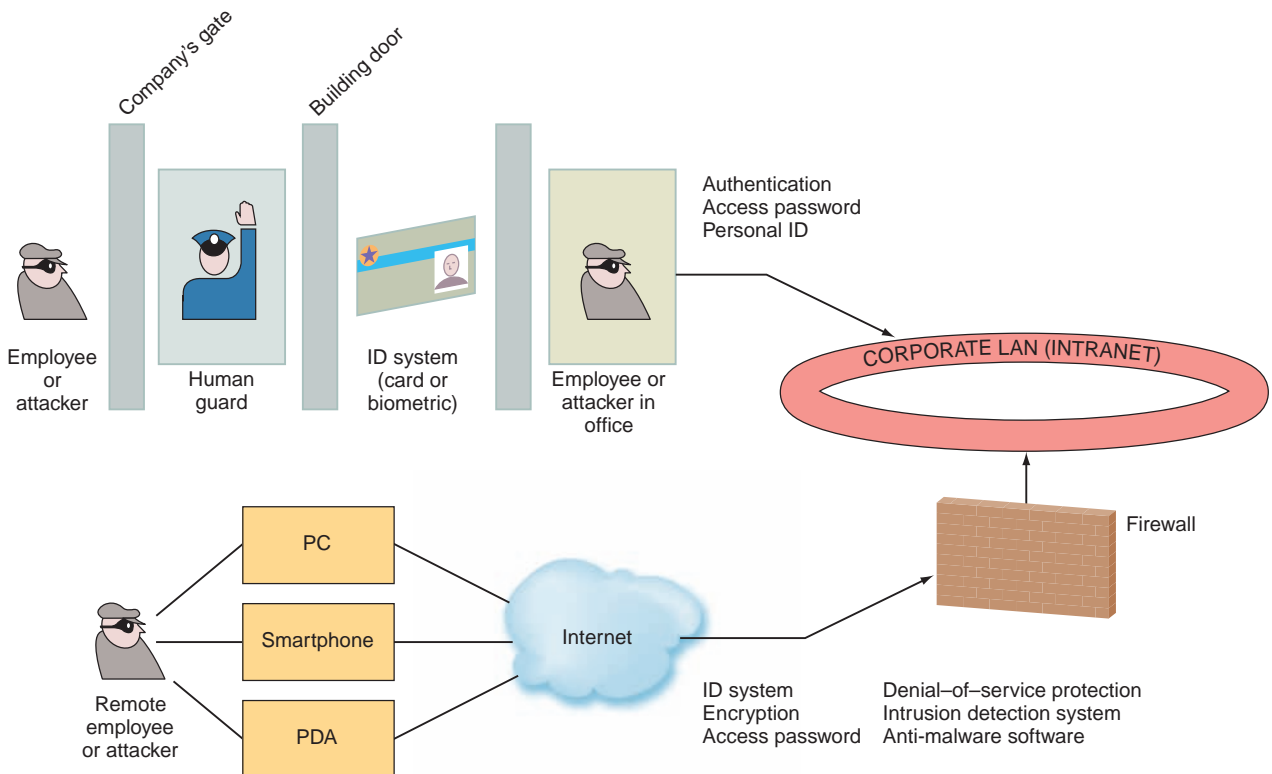 Company's gate
Building door
Authentication
Access password
Personal ID
Employee
or
attacker
Human
guard
ID system
(card or
biometric)
Employee or
attacker in
office
CORPORATE LAN (INTRANET)
Firewall
PC
Smartphone
PDA
Internet
Remote
employee
or attacker
ID system
Encryption
Access password
Denial–of–service protection
Intrusion detection system
Anti-malware software